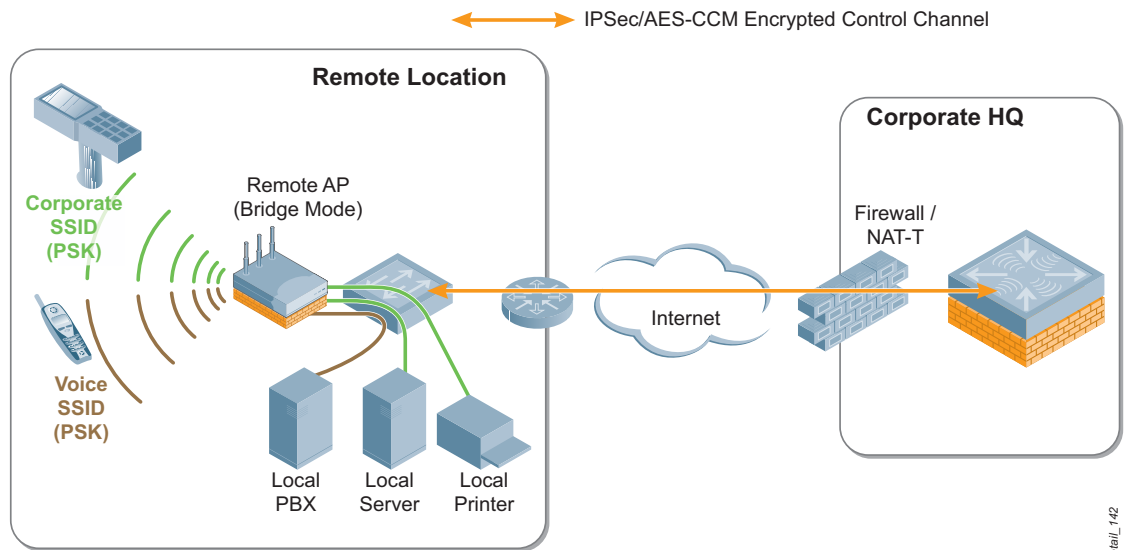 IPSec/AES-CCM Encrypted Control Channel
Remote Location
Corporate HQ
Remote AP
(Bridge Mode)
Corporate
SSID
(PSK)
Firewall /
NAT-T
Internet
Voice
SSID
(PSK)
Local
PBX
Local
Server
Local
Printer
tail_142